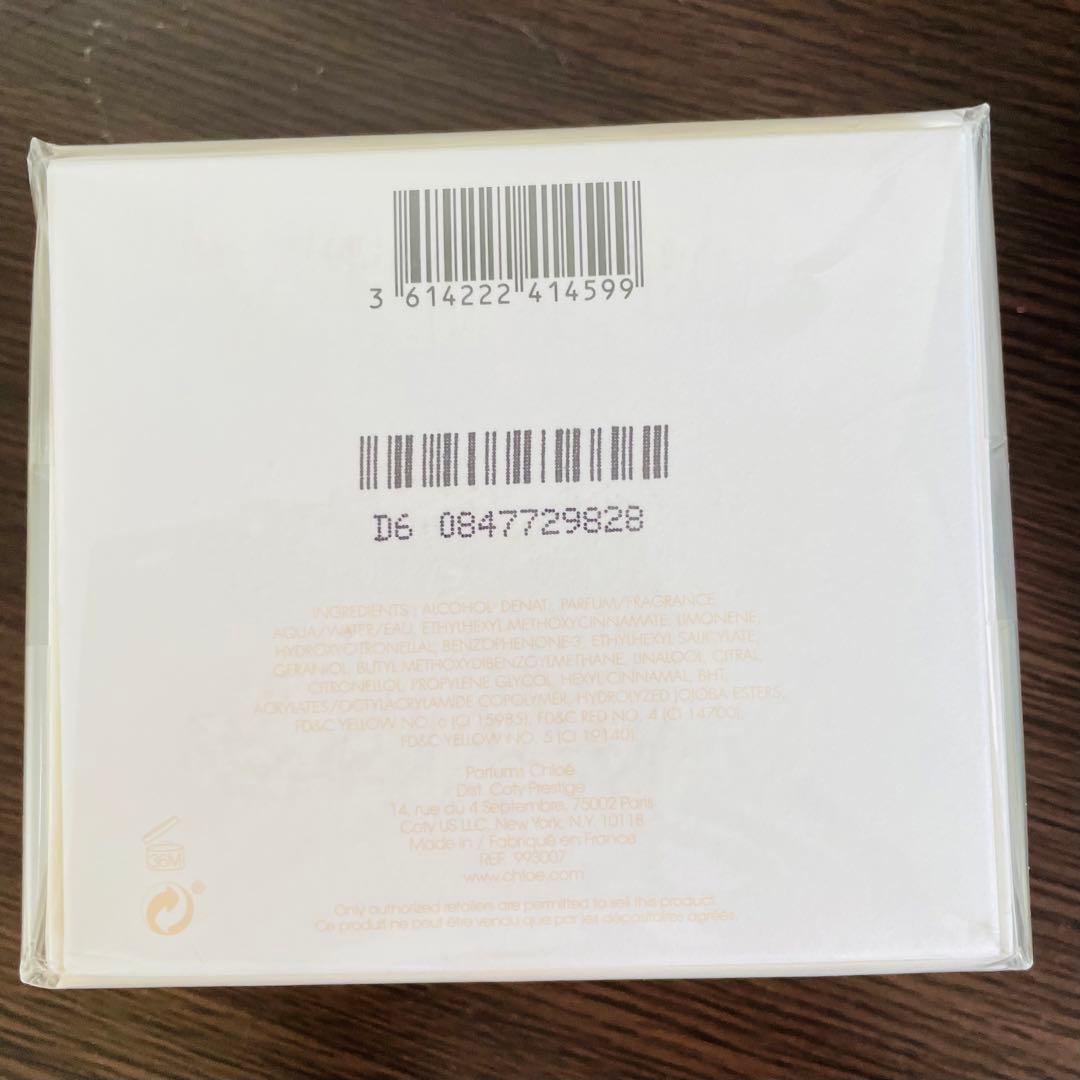 3 614222 414599
D6 0847729828
INGREDIENTS : ALCOHOL DENAT., PARFUM/FRAGRANCE,
AQUA/WATER/EAU, ETHYLHEXYL METHOXYCINNAMATE, LIMONENE,
HYDROXYCITRONELLAL, BENZOPHENONE-3, ETHYLHEXYL SALICYLATE,
GERANIOL, BUTYL METHOXYDIBENZOYLMETHANE, LINALOOL, CITRAL,
CITRONELLOL, PROPYLENE GLYCOL, HEXYL CINNAMAL, BHT,
ACRYLATES/OCTYLACRYLAMIDE COPOLYMER, HYDROLYZED JOJOBA ESTERS,
FD&C YELLOW NO. 6 (CI 15985), FD&C RED NO. 4 (CI 14700),
FD&C YELLOW NO. 5 (CI 19140).
Parfums Chloé
Dist. Coty Prestige
14, rue du 4 Septembre, 75002 Paris
Coty US LLC, New York, N.Y. 10118
Made in / Fabriqué en France
REF. 993007
www.chloe.com
36M
®
Only authorized retailers are permitted to sell this product.
Ce produit ne peut être vendu que par les dépositaires agréés.